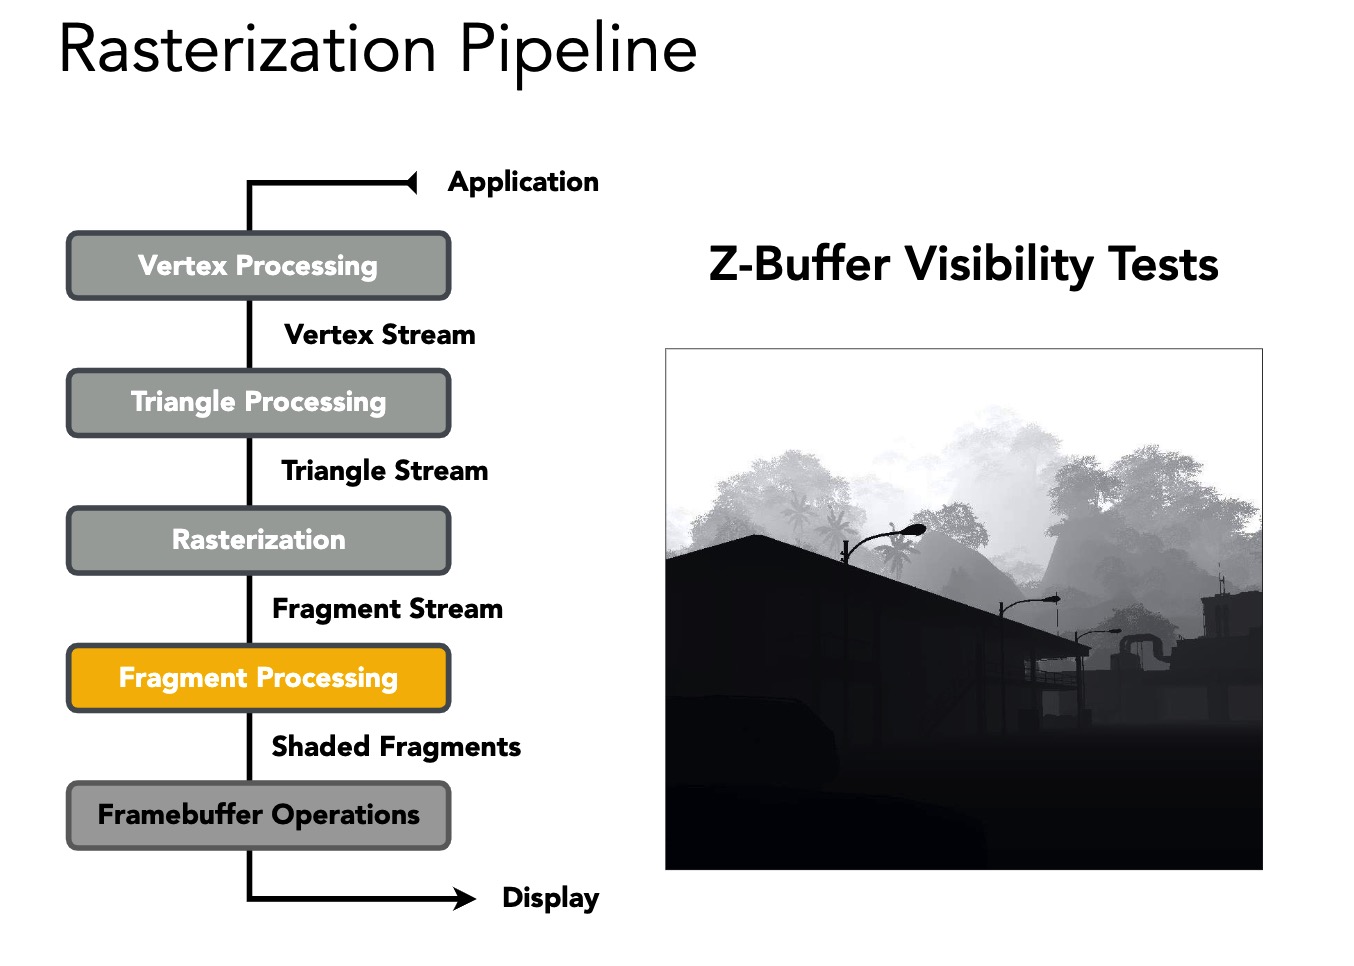 Rasterization Pipeline
Application
Vertex Processing
Vertex Stream
Triangle Processing
Triangle Stream
Rasterization
Fragment Stream
Fragment Processing
Shaded Fragments
Framebuffer Operations
Display
Z-Buffer Visibility Tests